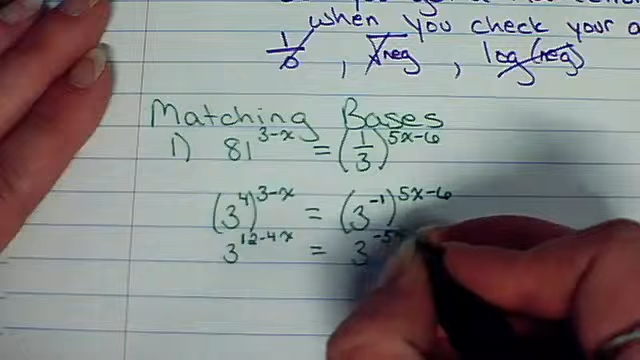 when you check your a
1/0 , √neg , log(neg)
Matching Bases
1) 81^(3-x) = (1/3)^(5x-6)
(3^4)^(3-x) = (3^-1)^(5x-6)
3^(12-4x) = 3^-5